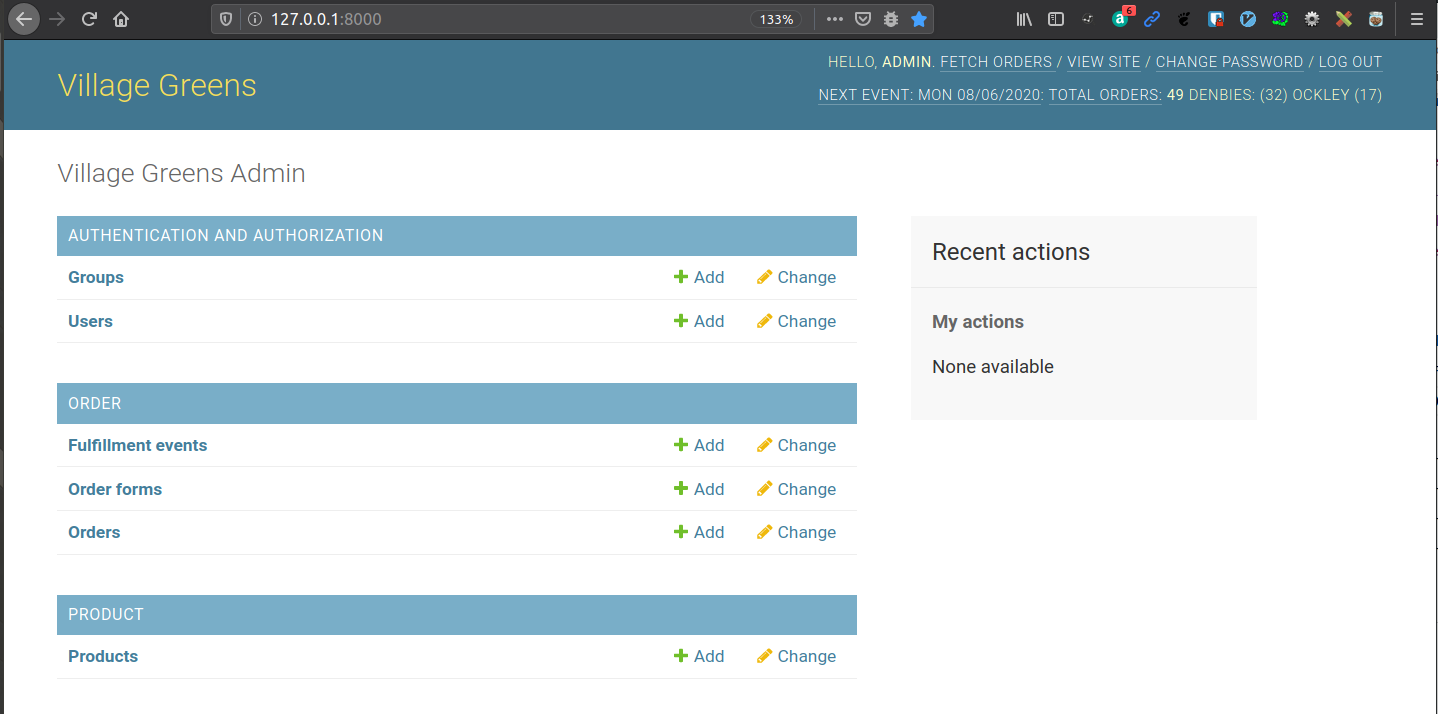 127.0.0.1:8000
133%
6
Village Greens
HELLO, ADMIN. FETCH ORDERS / VIEW SITE / CHANGE PASSWORD / LOG OUT
NEXT EVENT: MON 08/06/2020: TOTAL ORDERS: 49 DENBIES: (32) OCKLEY (17)
Village Greens Admin
AUTHENTICATION AND AUTHORIZATION
Groups Add Change
Users Add Change
ORDER
Fulfillment events Add Change
Order forms Add Change
Orders Add Change
PRODUCT
Products Add Change
Recent actions
My actions
None available